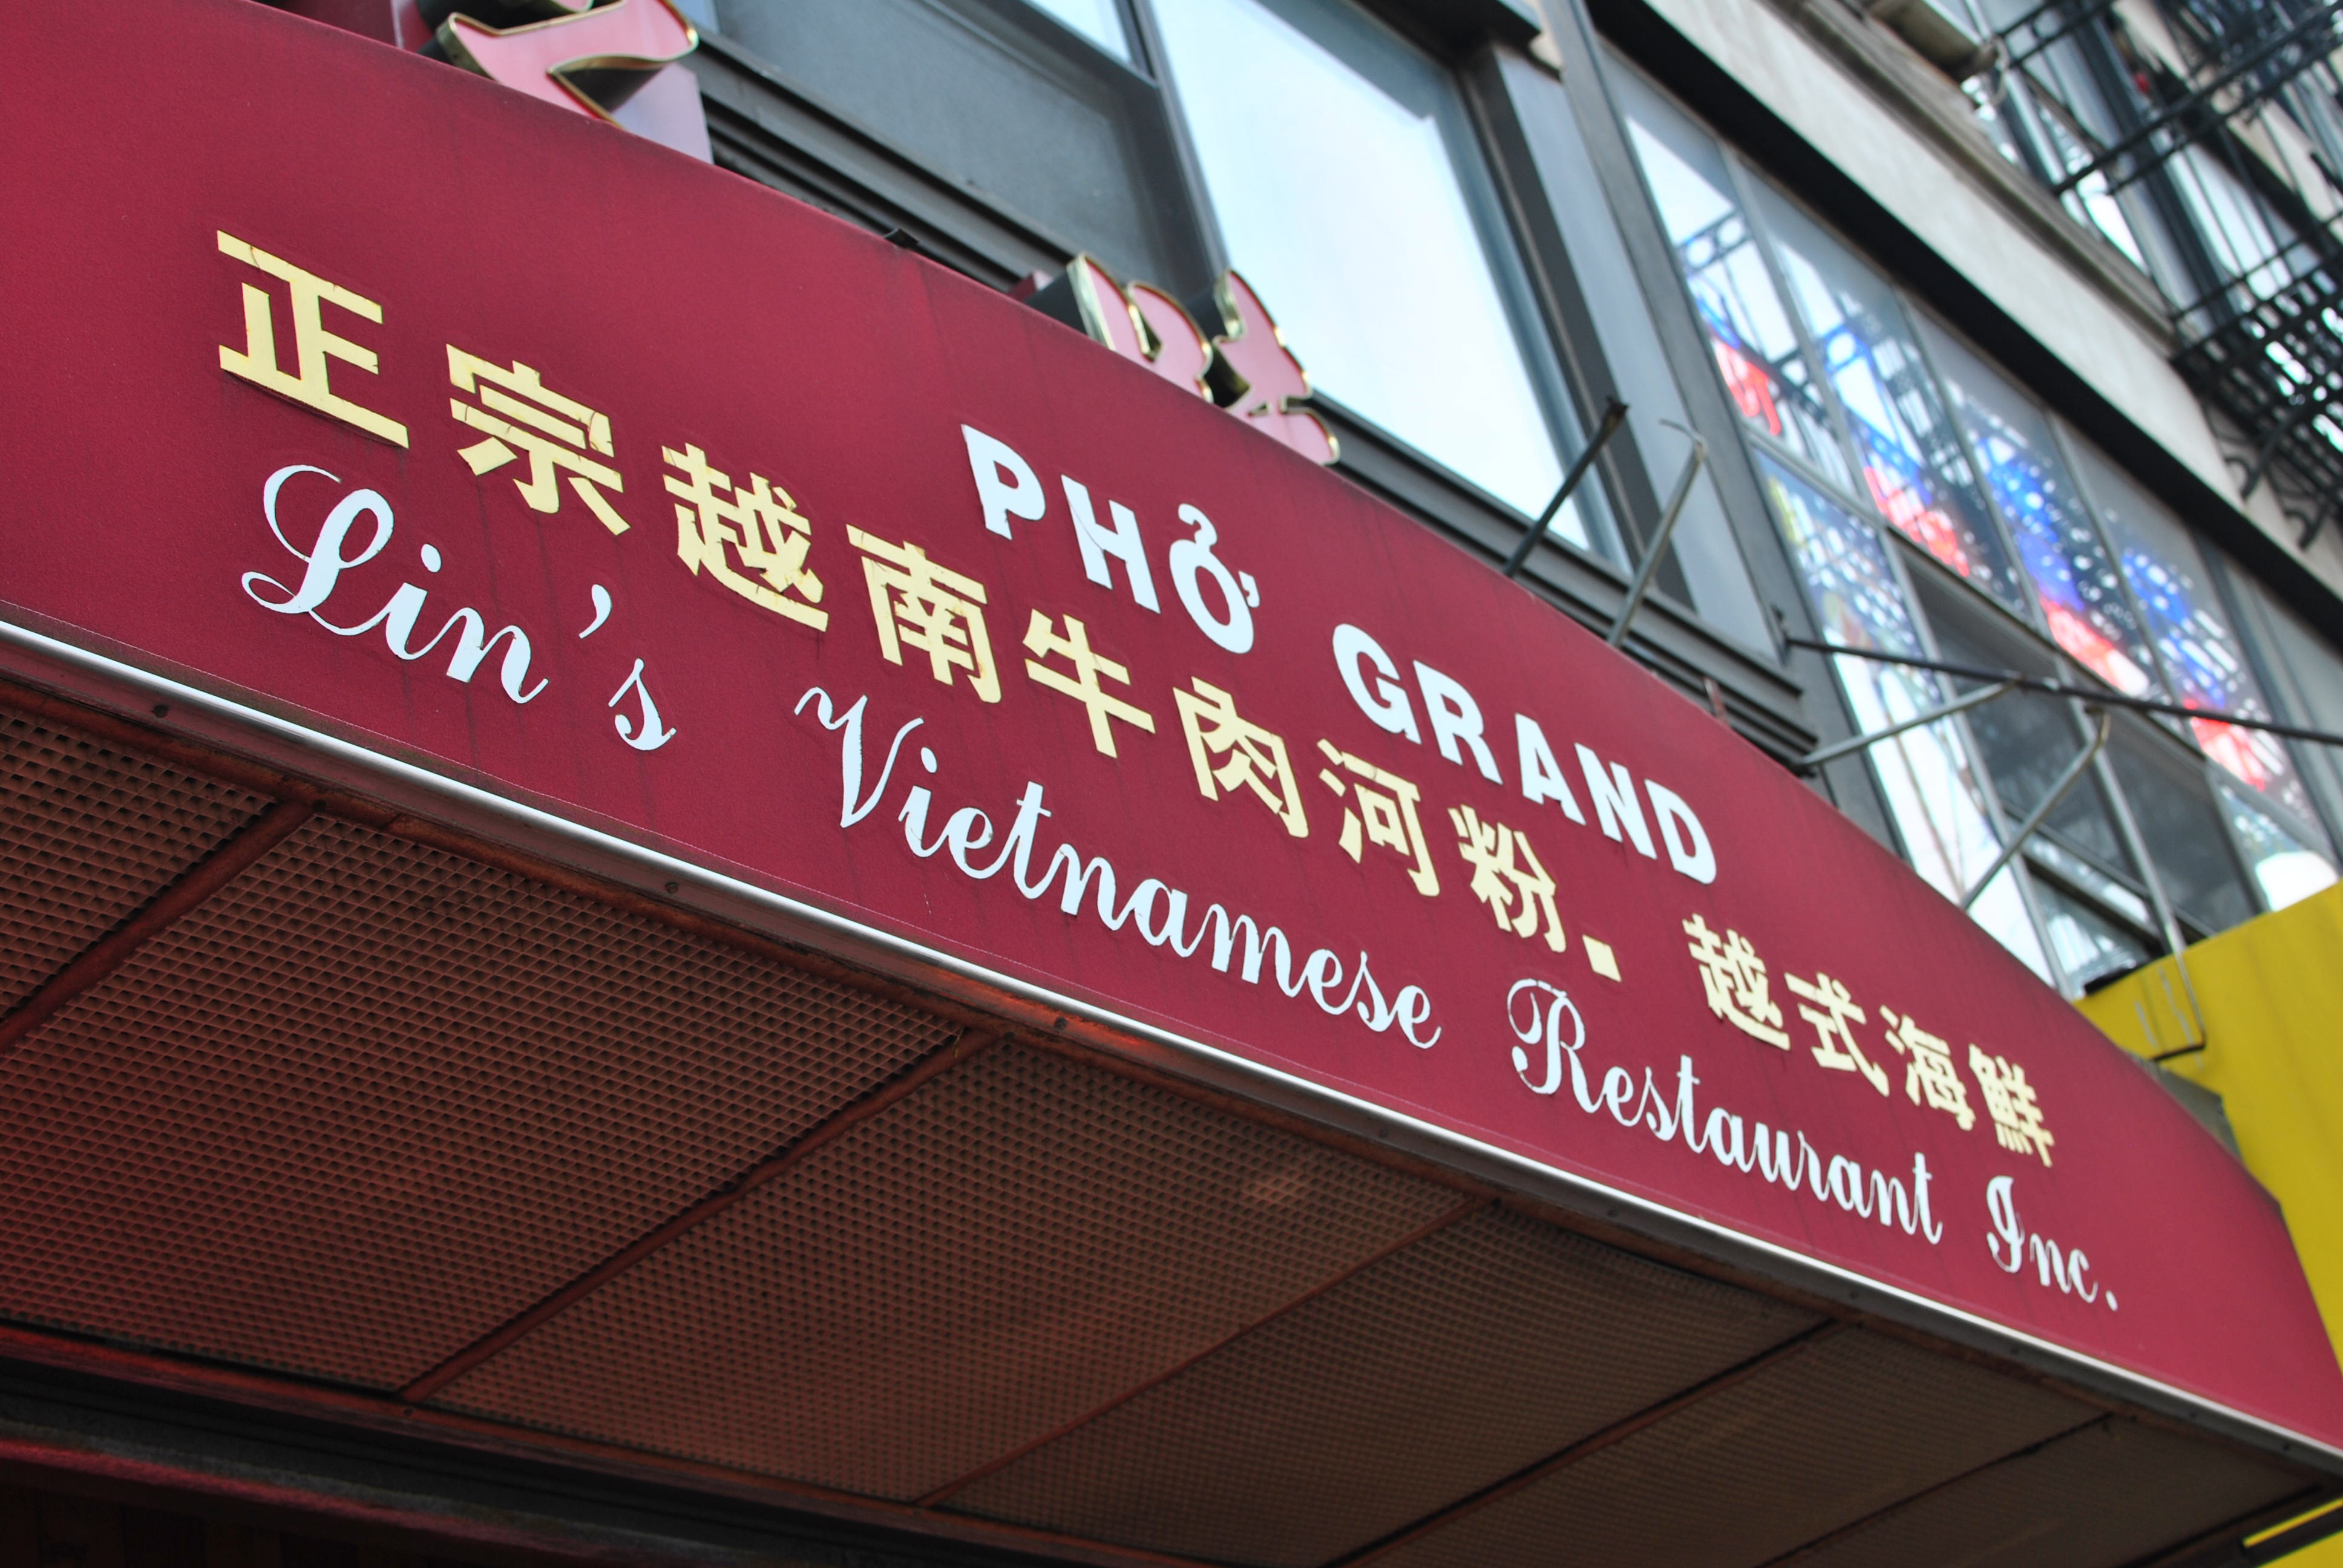 PHỞ GRAND
正宗越南牛肉河粉. 越式海鮮
Lin's Vietnamese Restaurant Inc.